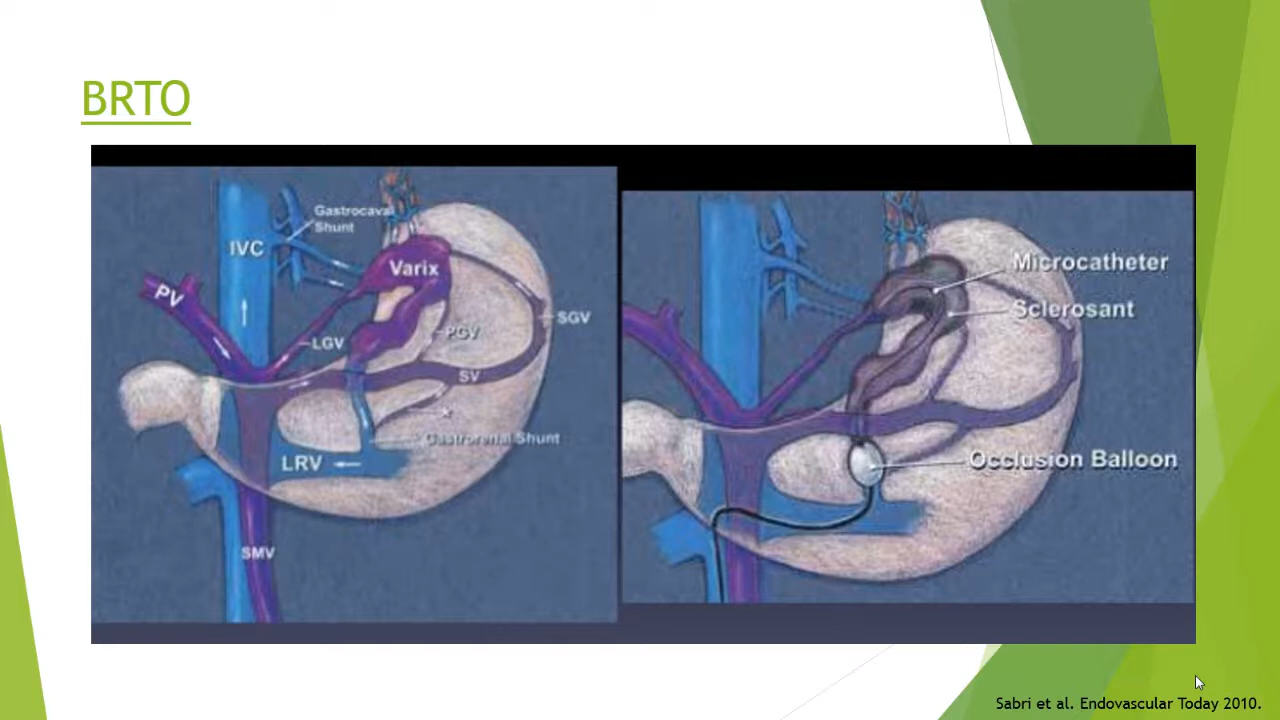 BRTO
Gastrocaval
Shunt
IVC
Varix
PV
SGV
PGV
LGV
SV
Gastrorenal Shunt
LRV
SMV
Microcatheter
Sclerosant
Occlusion Balloon
Sabri et al. Endovascular Today 2010.